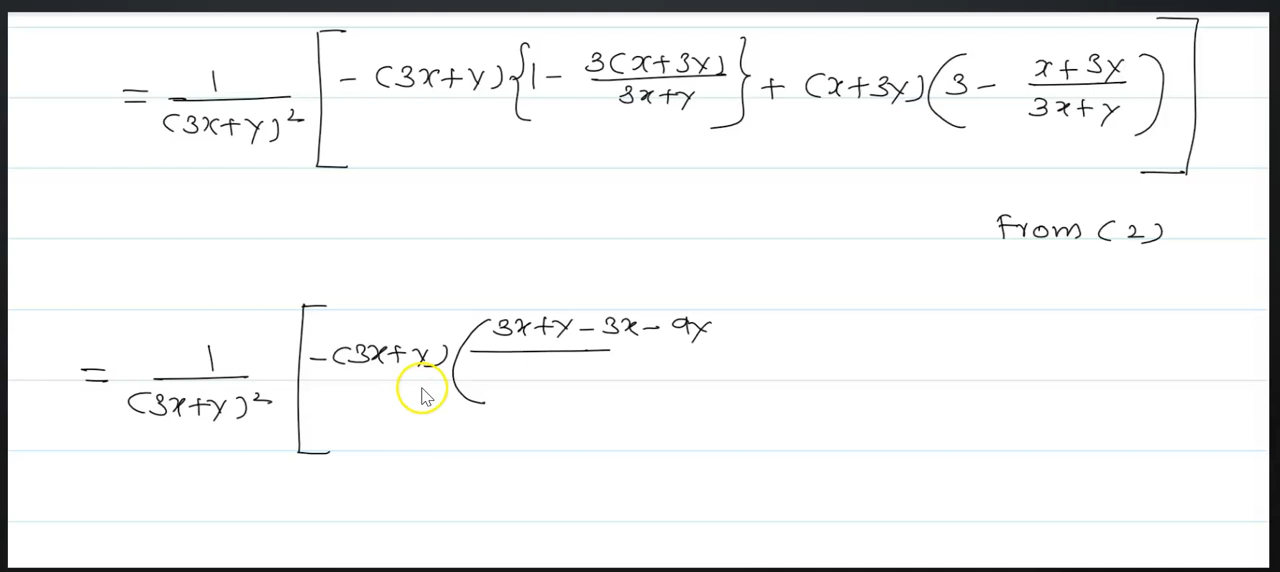 = 1/(3x+y)² [ - (3x+y) { 1 - 3(x+3y)/3x+y } + (x+3y) ( 3 - x+3y/3x+y ) ]
From (2)
= 1/(3x+y)² [ -(3x+y) ( 3x+y-3x-9y